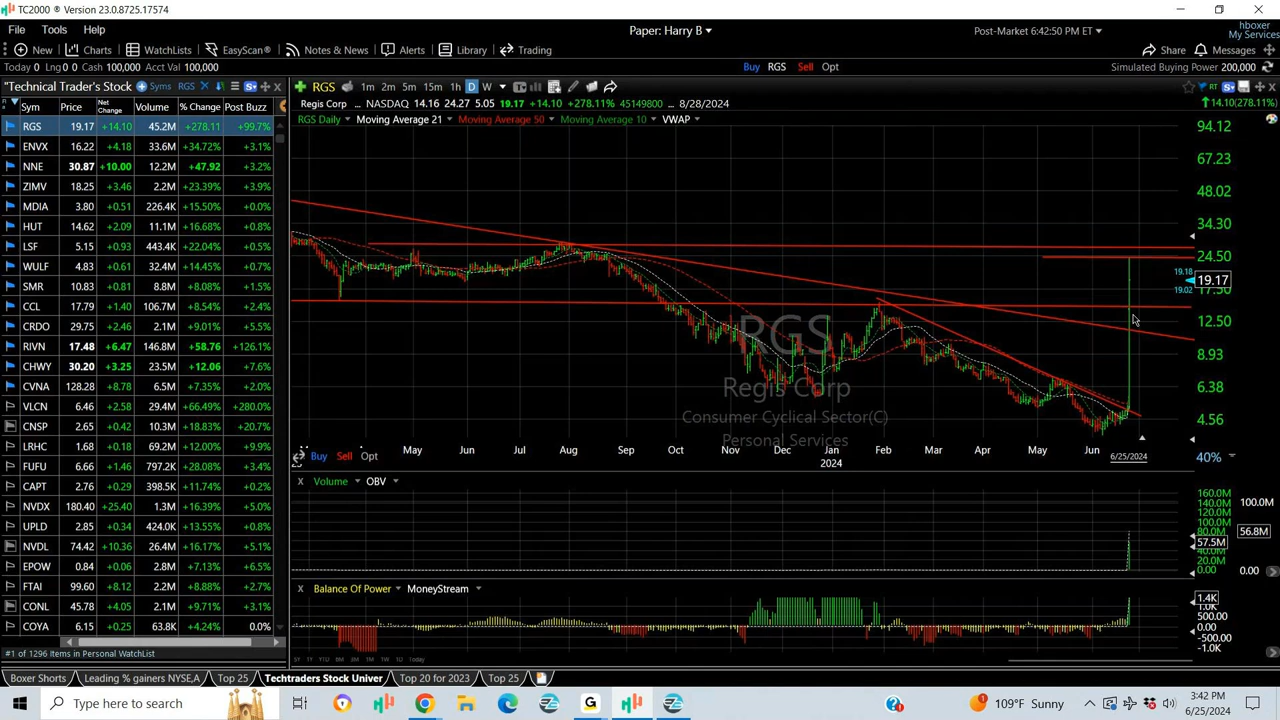 TC2000 ® Version 23.0.8725.17574
File Tools Help
Paper: Harry B
Post-Market 6:42:50 PM ET
hboxer
My Services
New Charts WatchLists EasyScan® Notes & News Alerts Library Trading
Share Messages
Today 0 Lng0 0 Cash 100,000 Acct Val 100,000
Buy RGS Sell Opt
Simulated Buying Power 200,000
"Technical Trader's Stock Syms RGS
RGS 1m 2m 5m 15m 1h D W
RT
Sym Price Net Change Volume % Change Post Buzz
Regis Corp ... NASDAQ 14.16 24.27 5.05 19.17 +14.10 +278.11% 45149800 8/28/2024
14.10(278.11%)
RGS Daily Moving Average 21 Moving Average 50 Moving Average 10 VWAP
RGS 19.17 +14.10 45.2M +278.11 +99.7%
ENVX 16.22 +4.18 33.6M +34.72% +3.1%
NNE 30.87 +10.00 12.2M +47.92 +3.2%
ZIMV 18.25 +3.46 2.2M +23.39% +3.9%
MDIA 3.80 +0.51 226.4K +15.50% +0.0%
HUT 14.62 +2.09 11.1M +16.68% +0.8%
LSF 5.15 +0.93 443.4K +22.04% +0.5%
WULF 4.83 +0.61 32.4M +14.45% +0.7%
SMR 10.83 +0.81 8.8M +8.08% +2.5%
CCL 17.79 +1.40 106.7M +8.54% +2.4%
CRDO 29.75 +2.46 2.1M +9.01% +5.5%
RIVN 17.48 +6.47 146.8M +58.76 +126.1%
CHWY 30.20 +3.25 23.5M +12.06 +7.6%
CVNA 128.28 +8.78 6.5M +7.35% +2.0%
VLCN 6.46 +2.58 29.4M +66.49% +280.0%
CNSP 2.65 +0.42 10.3M +18.83% +20.7%
LRHC 1.68 +0.18 69.2M +12.00% +9.9%
FUFU 6.66 +1.46 797.2K +28.08% +3.4%
CAPT 2.76 +0.29 398.5K +11.74% +0.2%
NVDX 180.40 +25.40 1.3M +16.39% +5.0%
UPLD 2.85 +0.34 424.0K +13.55% +0.8%
NVDL 74.42 +10.36 26.4M +16.17% +5.1%
EPOW 0.84 +0.06 2.8M +7.13% +6.5%
FTAI 99.60 +8.12 2.2M +8.88% +2.7%
CONL 45.78 +4.05 2.1M +9.71% +3.1%
COYA 6.15 +0.25 63.8K +4.24% 0.0%
#1 of 1296 Items in Personal WatchList
94.12
67.23
48.02
34.30
24.50
19.18
19.17
19.02
12.50
8.93
6.38
4.56
RGS
Regis Corp
Consumer Cyclical Sector(C)
Personal Services
May Jun Jul Aug Sep Oct Nov Dec Jan Feb Mar Apr May Jun
2024
6/25/2024
40%
Buy Sell Opt
X Volume OBV
160.0M
140.0M
120.0M
100.0M
80.0M
57.5M
40.0M
20.0M
0.00
100.0M
56.8M
0.00
X Balance Of Power MoneyStream
1.4K
1.0K
500.00
0.00
-500.00
-1.0K
5Y 1Y YTD 8M 3M 1M 1W 1D Today
Boxer Shorts Leading % gainers NYSE,A Top 25 Techtraders Stock Univer Top 20 for 2023 Top 25
Type here to search
109°F Sunny
3:42 PM
6/25/2024